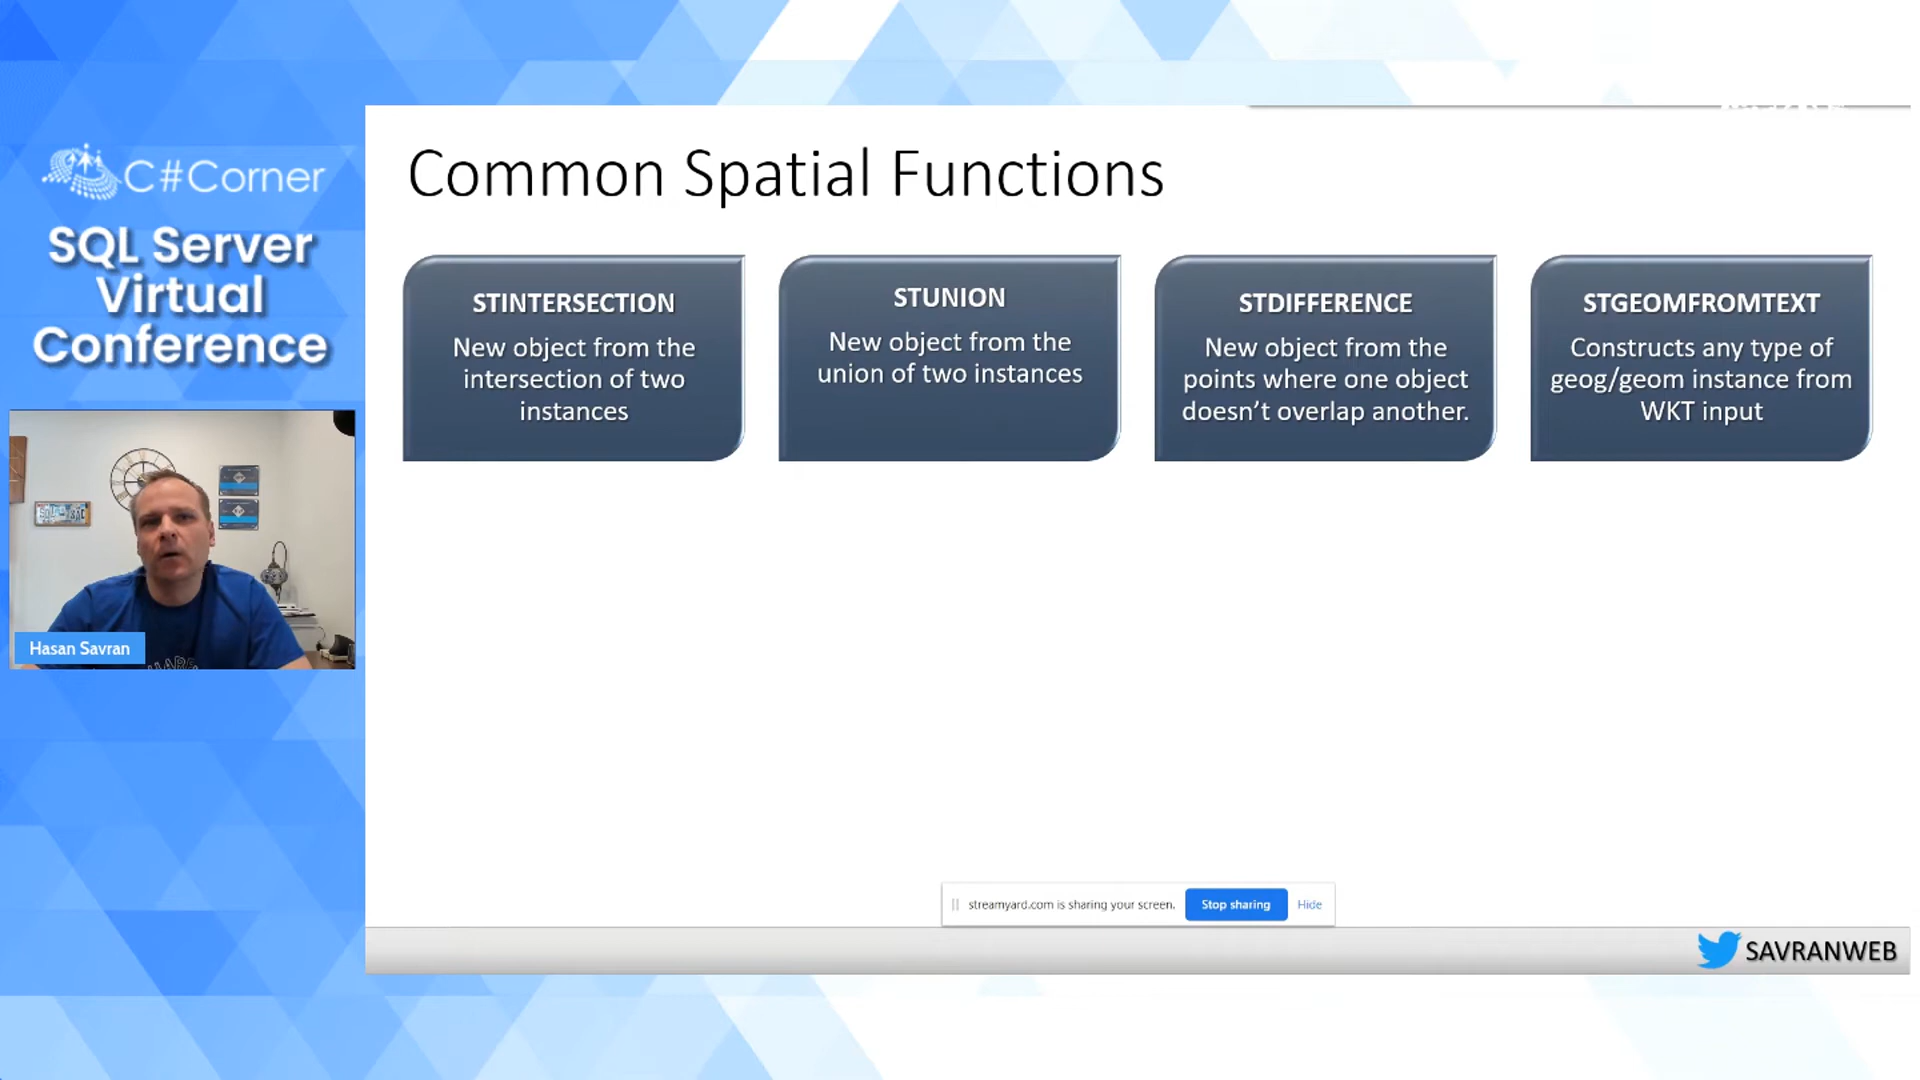 C#Corner
SQL Server
Virtual
Conference
Hasan Savran
Common Spatial Functions
STINTERSECTION
New object from the
intersection of two
instances
STUNION
New object from the
union of two instances
STDIFFERENCE
New object from the
points where one object
doesn’t overlap another.
STGEOMFROMTEXT
Constructs any type of
geog/geom instance from
WKT input
streamyard.com is sharing your screen.
Stop sharing
Hide
SAVRANWEB